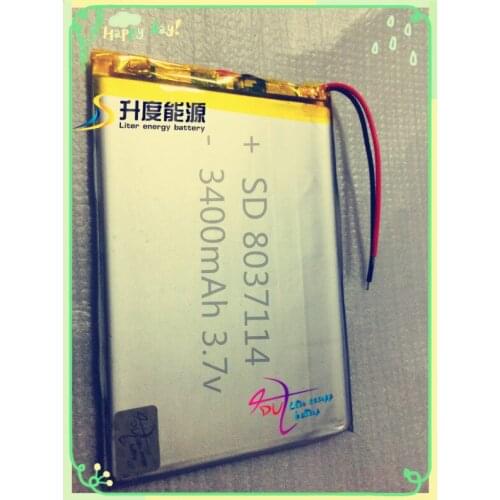 Happy Day!
升度能源
Liter energy battery
+ SD 8037114
- 3400mAh 3.7v